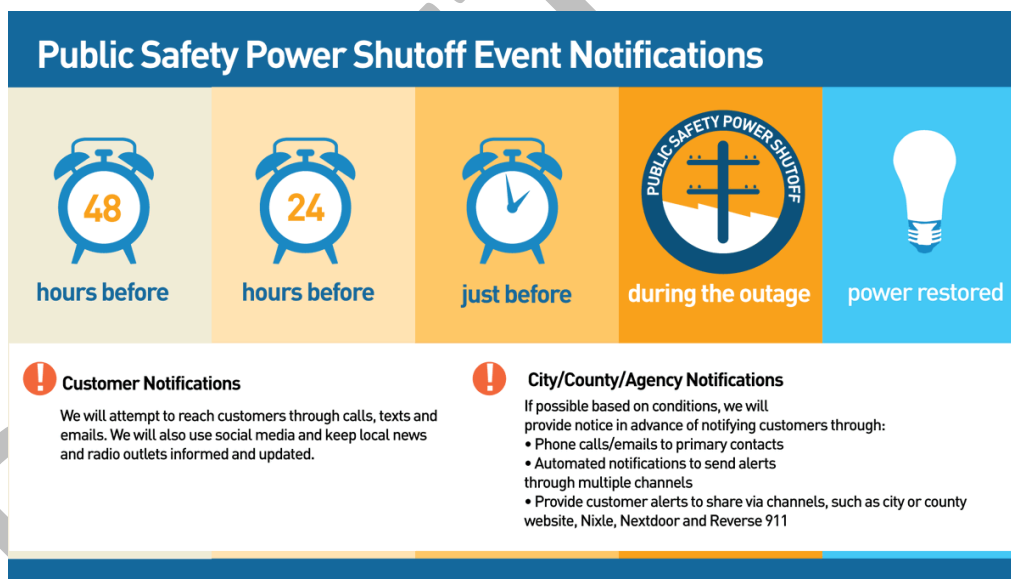 Public Safety Power Shutoff Event Notifications
48
hours before
24
hours before
just before
PUBLIC SAFETY POWER SHUTOFF
during the outage
power restored
! Customer Notifications
We will attempt to reach customers through calls, texts and
emails. We will also use social media and keep local news
and radio outlets informed and updated.
! City/County/Agency Notifications
If possible based on conditions, we will
provide notice in advance of notifying customers through:
• Phone calls/emails to primary contacts
• Automated notifications to send alerts
through multiple channels
• Provide customer alerts to share via channels, such as city or county
website, Nixle, Nextdoor and Reverse 911